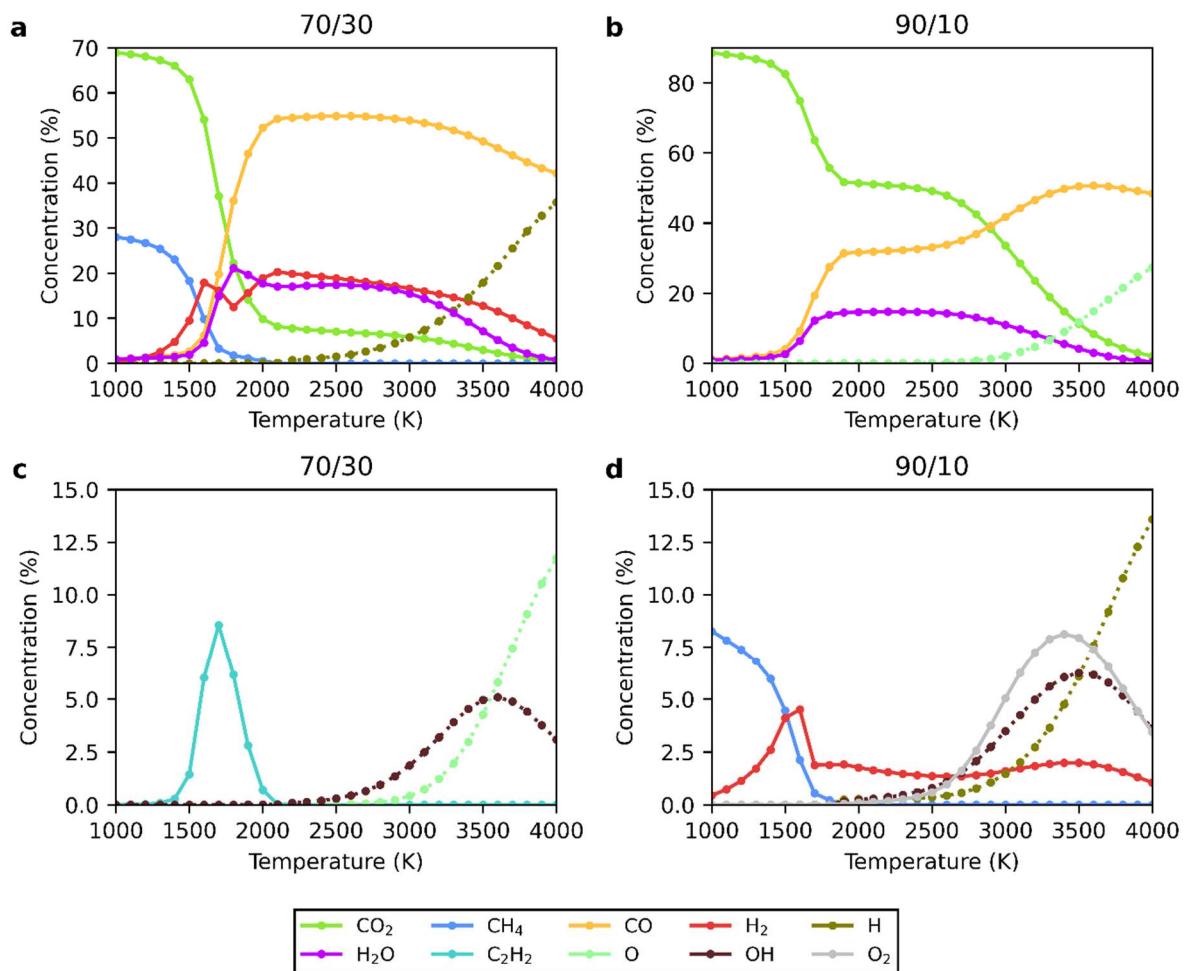 a 70/30
b 90/10
Concentration (%)
70
60
50
40
30
20
10
0
1000 1500 2000 2500 3000 3500 4000
Temperature (K)
Concentration (%)
80
60
40
20
0
1000 1500 2000 2500 3000 3500 4000
Temperature (K)
c 70/30
d 90/10
Concentration (%)
15.0
12.5
10.0
7.5
5.0
2.5
0.0
1000 1500 2000 2500 3000 3500 4000
Temperature (K)
Concentration (%)
15.0
12.5
10.0
7.5
5.0
2.5
0.0
1000 1500 2000 2500 3000 3500 4000
Temperature (K)
CO₂ CH₄ CO H₂ H
H₂O C₂H₂ O OH O₂